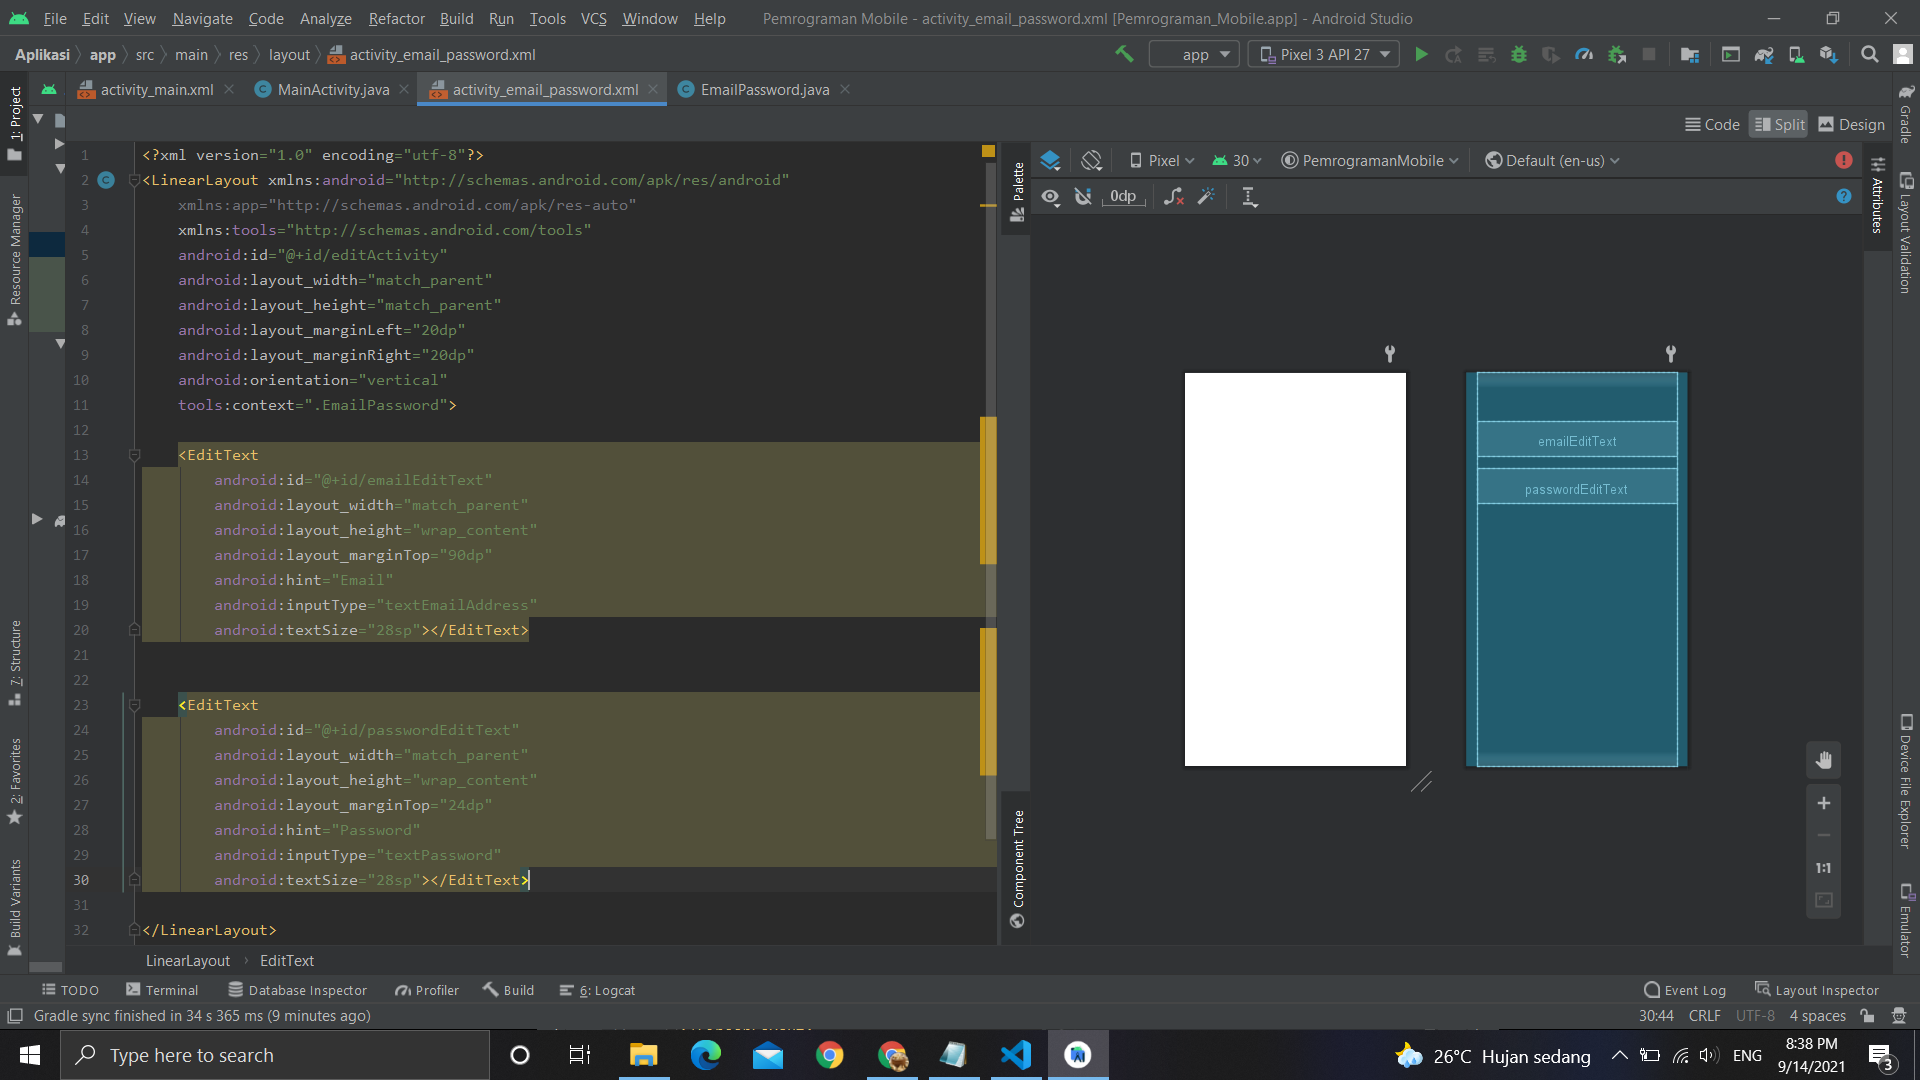 File Edit View Navigate Code Analyze Refactor Build Run Tools VCS Window Help Pemrograman Mobile - activity_email_password.xml [Pemrograman_Mobile.app] - Android Studio
Aplikasi app src main res layout activity_email_password.xml app Pixel 3 API 27
activity_main.xml MainActivity.java activity_email_password.xml EmailPassword.java
Code Split Design
1: Project
Resource Manager
7: Structure
2: Favorites
Build Variants
1 <?xml version="1.0" encoding="utf-8"?>
2 <LinearLayout xmlns:android="http://schemas.android.com/apk/res/android"
3 xmlns:app="http://schemas.android.com/apk/res-auto"
4 xmlns:tools="http://schemas.android.com/tools"
5 android:id="@+id/editActivity"
6 android:layout_width="match_parent"
7 android:layout_height="match_parent"
8 android:layout_marginLeft="20dp"
9 android:layout_marginRight="20dp"
10 android:orientation="vertical"
11 tools:context=".EmailPassword">
12
13 <EditText
14 android:id="@+id/emailEditText"
15 android:layout_width="match_parent"
16 android:layout_height="wrap_content"
17 android:layout_marginTop="90dp"
18 android:hint="Email"
19 android:inputType="textEmailAddress"
20 android:textSize="28sp"></EditText>
21
22
23 <EditText
24 android:id="@+id/passwordEditText"
25 android:layout_width="match_parent"
26 android:layout_height="wrap_content"
27 android:layout_marginTop="24dp"
28 android:hint="Password"
29 android:inputType="textPassword"
30 android:textSize="28sp"></EditText>
31
32 </LinearLayout>
LinearLayout EditText
Palette
Component Tree
Pixel 30 PemrogramanMobile Default (en-us)
0dp
emailEditText
passwordEditText
1:1
Attributes
Gradle
Layout Validation
Device File Explorer
Emulator
TODO Terminal Database Inspector Profiler Build 6: Logcat Event Log Layout Inspector
Gradle sync finished in 34 s 365 ms (9 minutes ago) 30:44 CRLF UTF-8 4 spaces
Type here to search 26°C Hujan sedang ENG 8:38 PM
9/14/2021
3